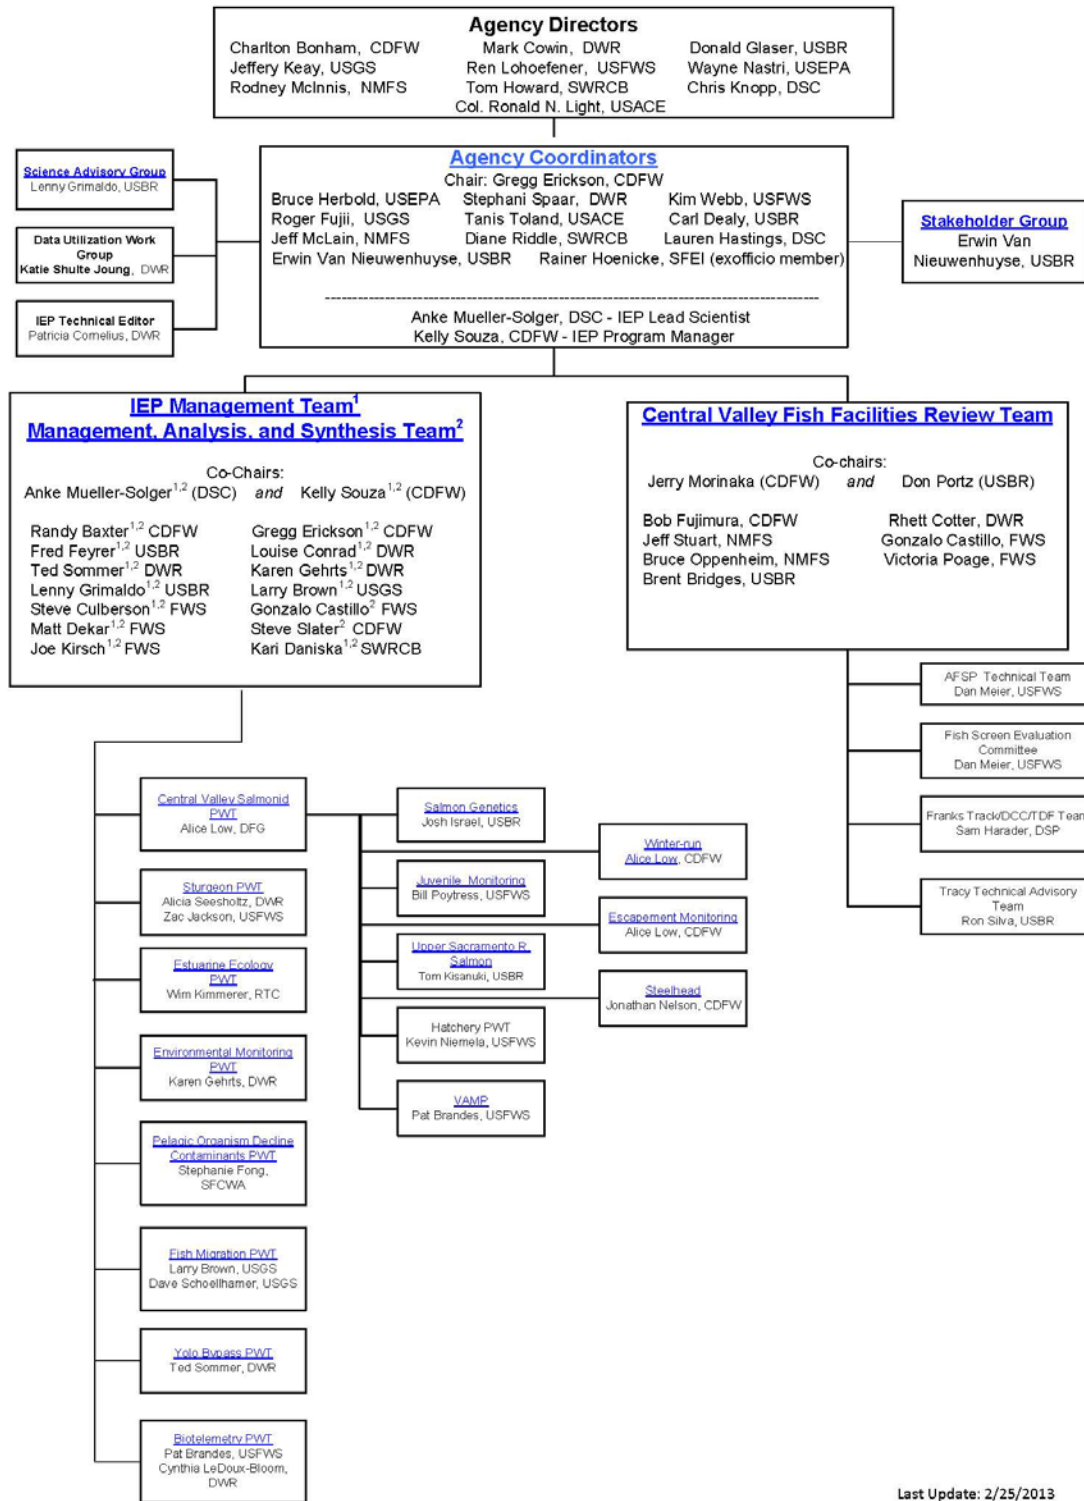 Agency Directors
Charlton Bonham, CDFW Mark Cowin, DWR Donald Glaser, USBR
Jeffery Keay, USGS Ren Lohoefener, USFWS Wayne Nastri, USEPA
Rodney McInnis, NMFS Tom Howard, SWRCB Chris Knopp, DSC
Col. Ronald N. Light, USACE
Agency Coordinators
Chair: Gregg Erickson, CDFW
Bruce Herbold, USEPA Stephani Spaar, DWR Kim Webb, USFWS
Roger Fujii, USGS Tanis Toland, USACE Carl Dealy, USBR
Jeff McLain, NMFS Diane Riddle, SWRCB Lauren Hastings, DSC
Erwin Van Nieuwenhuyse, USBR Rainer Hoenicke, SFEI (exofficio member)
Anke Mueller-Solger, DSC - IEP Lead Scientist
Kelly Souza, CDFW - IEP Program Manager
Science Advisory Group
Lenny Grimaldo, USBR
Data Utilization Work
Group
Katie Shulte Joung, DWR
IEP Technical Editor
Patricia Cornelius, DWR
Stakeholder Group
Erwin Van
Nieuwenhuyse, USBR
IEP Management Team¹
Management, Analysis, and Synthesis Team²
Co-Chairs:
Anke Mueller-Solger¹,² (DSC) and Kelly Souza¹,² (CDFW)
Randy Baxter¹,² CDFW Gregg Erickson¹,² CDFW
Fred Feyrer¹,² USBR Louise Conrad¹,² DWR
Ted Sommer¹,² DWR Karen Gehrts¹,² DWR
Lenny Grimaldo¹,² USBR Larry Brown¹,² USGS
Steve Culberson¹,² FWS Gonzalo Castillo² FWS
Matt Dekar¹,² FWS Steve Slater² CDFW
Joe Kirsch¹,² FWS Kari Daniska¹,² SWRCB
Central Valley Fish Facilities Review Team
Co-chairs:
Jerry Morinaka (CDFW) and Don Portz (USBR)
Bob Fujimura, CDFW Rhett Cotter, DWR
Jeff Stuart, NMFS Gonzalo Castillo, FWS
Bruce Oppenheim, NMFS Victoria Poage, FWS
Brent Bridges, USBR
AFSP Technical Team
Dan Meier, USFWS
Fish Screen Evaluation
Committee
Dan Meier, USFWS
Franks Track/DCC/TDF Team
Sam Harader, DSP
Tracy Technical Advisory
Team
Ron Silva, USBR
Central Valley Salmonid
PWT
Alice Low, DFG
Sturgeon PWT
Alicia Seesholtz, DWR
Zac Jackson, USFWS
Estuarine Ecology
PWT
Wim Kimmerer, RTC
Environmental Monitoring
PWT
Karen Gehrts, DWR
Pelagic Organism Decline
Contaminants PWT
Stephanie Fong,
SFCWA
Fish Migration PWT
Larry Brown, USGS
Dave Schoellhamer, USGS
Yolo Bypass PWT
Ted Sommer, DWR
Biotelemetry PWT
Pat Brandes, USFWS
Cynthia LeDoux-Bloom,
DWR
Salmon Genetics
Josh Israel, USBR
Juvenile Monitoring
Bill Poytress, USFWS
Upper Sacramento R.
Salmon
Tom Kisanuki, USBR
Hatchery PWT
Kevin Niemela, USFWS
VAMP
Pat Brandes, USFWS
Winter-run
Alice Low, CDFW
Escapement Monitoring
Alice Low, CDFW
Steelhead
Jonathan Nelson, CDFW
Last Update: 2/25/2013